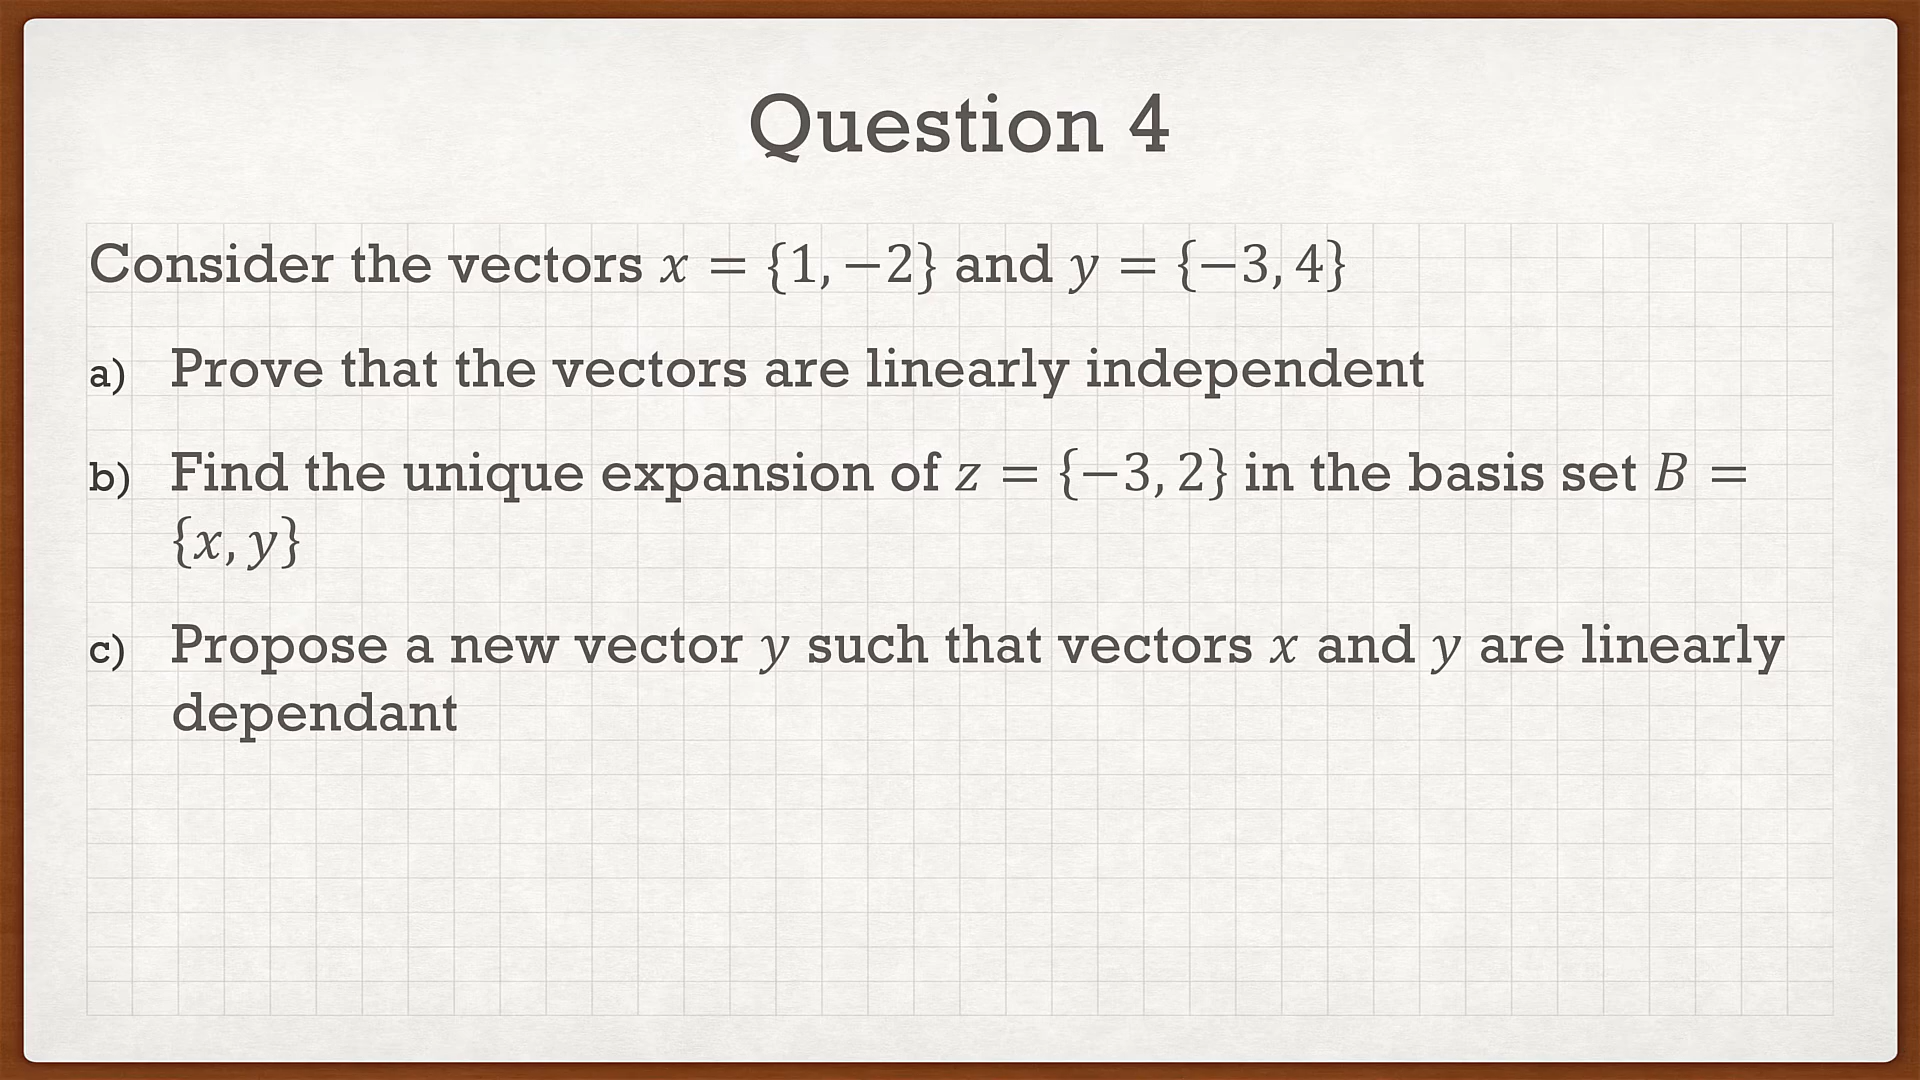 Question 4
Consider the vectors x = {1, −2} and y = {−3, 4}
a) Prove that the vectors are linearly independent
b) Find the unique expansion of z = {−3, 2} in the basis set B =
{x, y}
c) Propose a new vector y such that vectors x and y are linearly
dependant